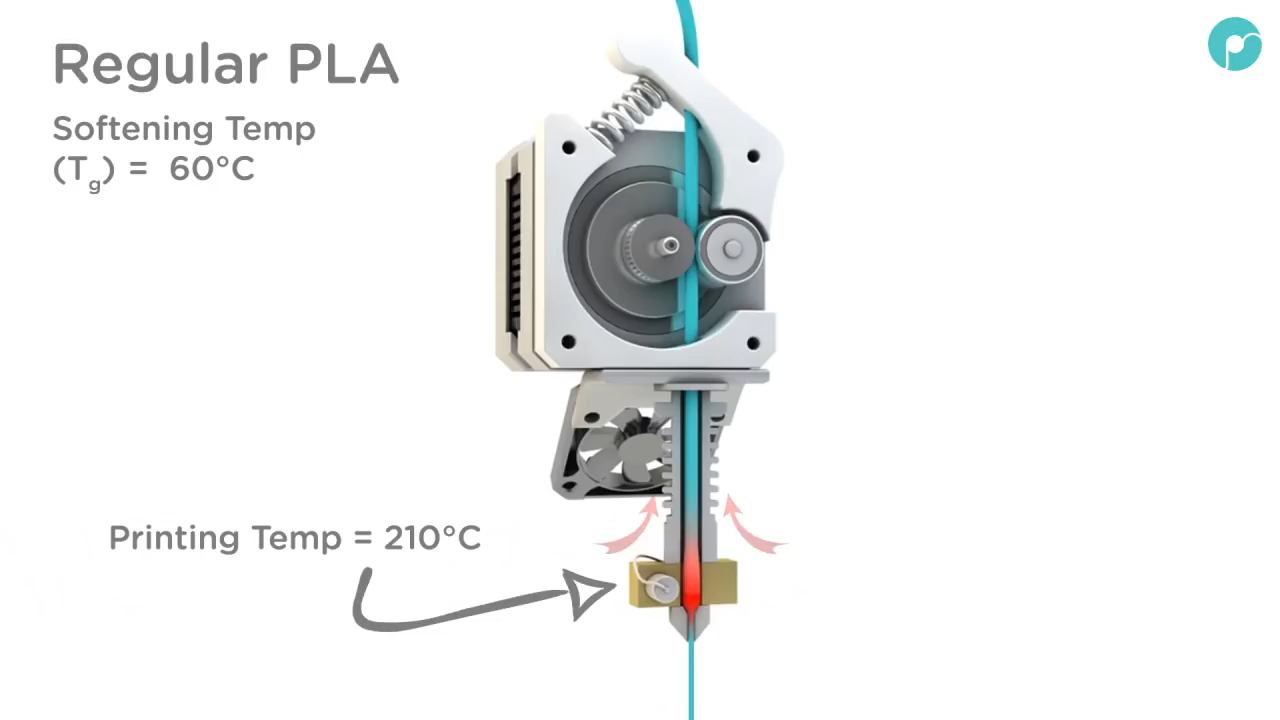 Regular PLA
Softening Temp
(Tg) = 60°C
Printing Temp = 210°C